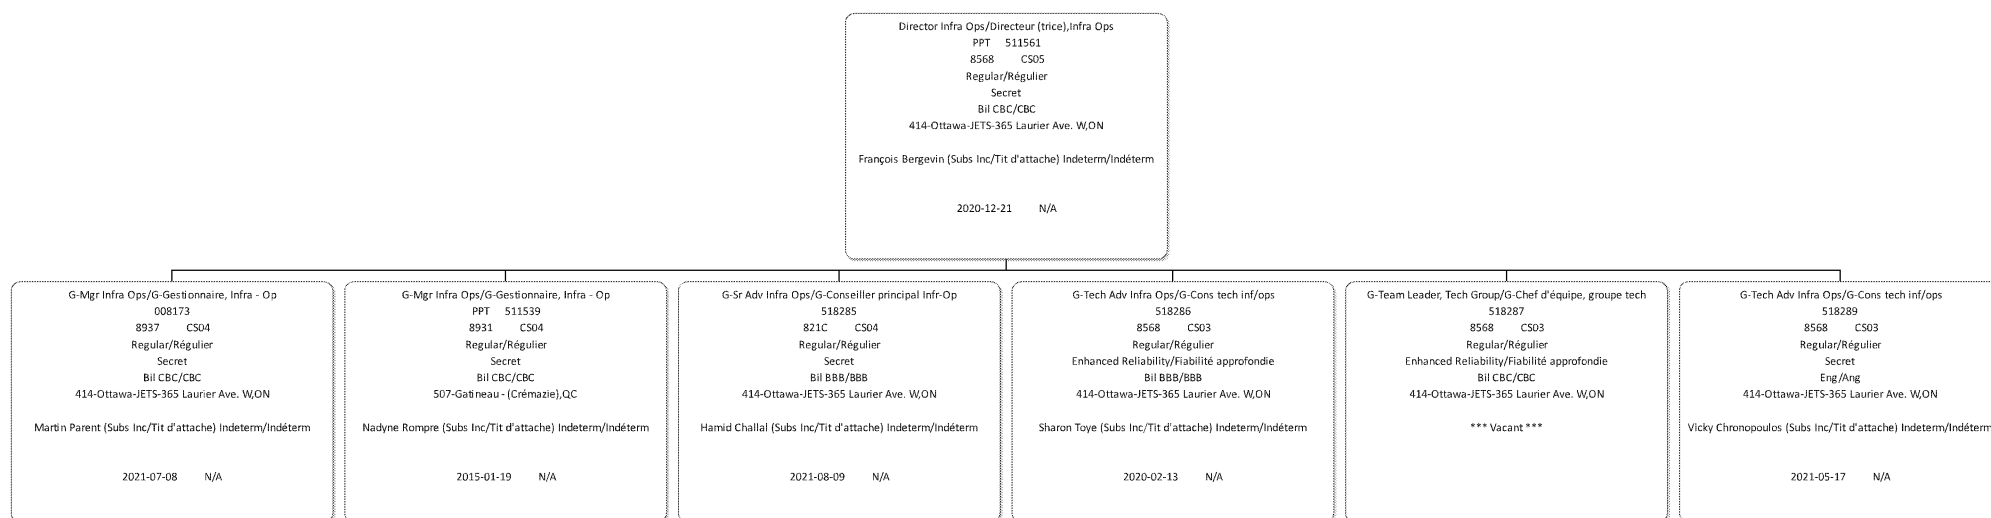 Director Infra Ops/Directeur (trice),Infra Ops
PPT 511561
8568 CS05
Regular/Régulier
Secret
Bil CBC/CBC
414-Ottawa-JETS-365 Laurier Ave. W,ON
François Bergevin (Subs Inc/Tit d'attache) Indeterm/Indéterm
2020-12-21 N/A
G-Mgr Infra Ops/G-Gestionnaire, Infra - Op
008173
8937 CS04
Regular/Régulier
Secret
Bil CBC/CBC
414-Ottawa-JETS-365 Laurier Ave. W,ON
Martin Parent (Subs Inc/Tit d'attache) Indeterm/Indéterm
2021-07-08 N/A
G-Mgr Infra Ops/G-Gestionnaire, Infra - Op
PPT 511539
8931 CS04
Regular/Régulier
Secret
Bil CBC/CBC
507-Gatineau - (Crémazie),QC
Nadyne Rompre (Subs Inc/Tit d'attache) Indeterm/Indéterm
2015-01-19 N/A
G-Sr Adv Infra Ops/G-Conseiller principal Infr-Op
518285
821C CS04
Regular/Régulier
Secret
Bil BBB/BBB
414-Ottawa-JETS-365 Laurier Ave. W,ON
Hamid Challal (Subs Inc/Tit d'attache) Indeterm/Indéterm
2021-08-09 N/A
G-Tech Adv Infra Ops/G-Cons tech inf/ops
518286
8568 CS03
Regular/Régulier
Enhanced Reliability/Fiabilité approfondie
Bil BBB/BBB
414-Ottawa-JETS-365 Laurier Ave. W,ON
Sharon Toye (Subs Inc/Tit d'attache) Indeterm/Indéterm
2020-02-13 N/A
G-Team Leader, Tech Group/G-Chef d'équipe, groupe tech
518287
8568 CS03
Regular/Régulier
Enhanced Reliability/Fiabilité approfondie
Bil CBC/CBC
414-Ottawa-JETS-365 Laurier Ave. W,ON
*** Vacant ***
G-Tech Adv Infra Ops/G-Cons tech inf/ops
518289
8568 CS03
Regular/Régulier
Secret
Eng/Ang
414-Ottawa-JETS-365 Laurier Ave. W,ON
Vicky Chronopoulos (Subs Inc/Tit d'attache) Indeterm/Indéterm
2021-05-17 N/A